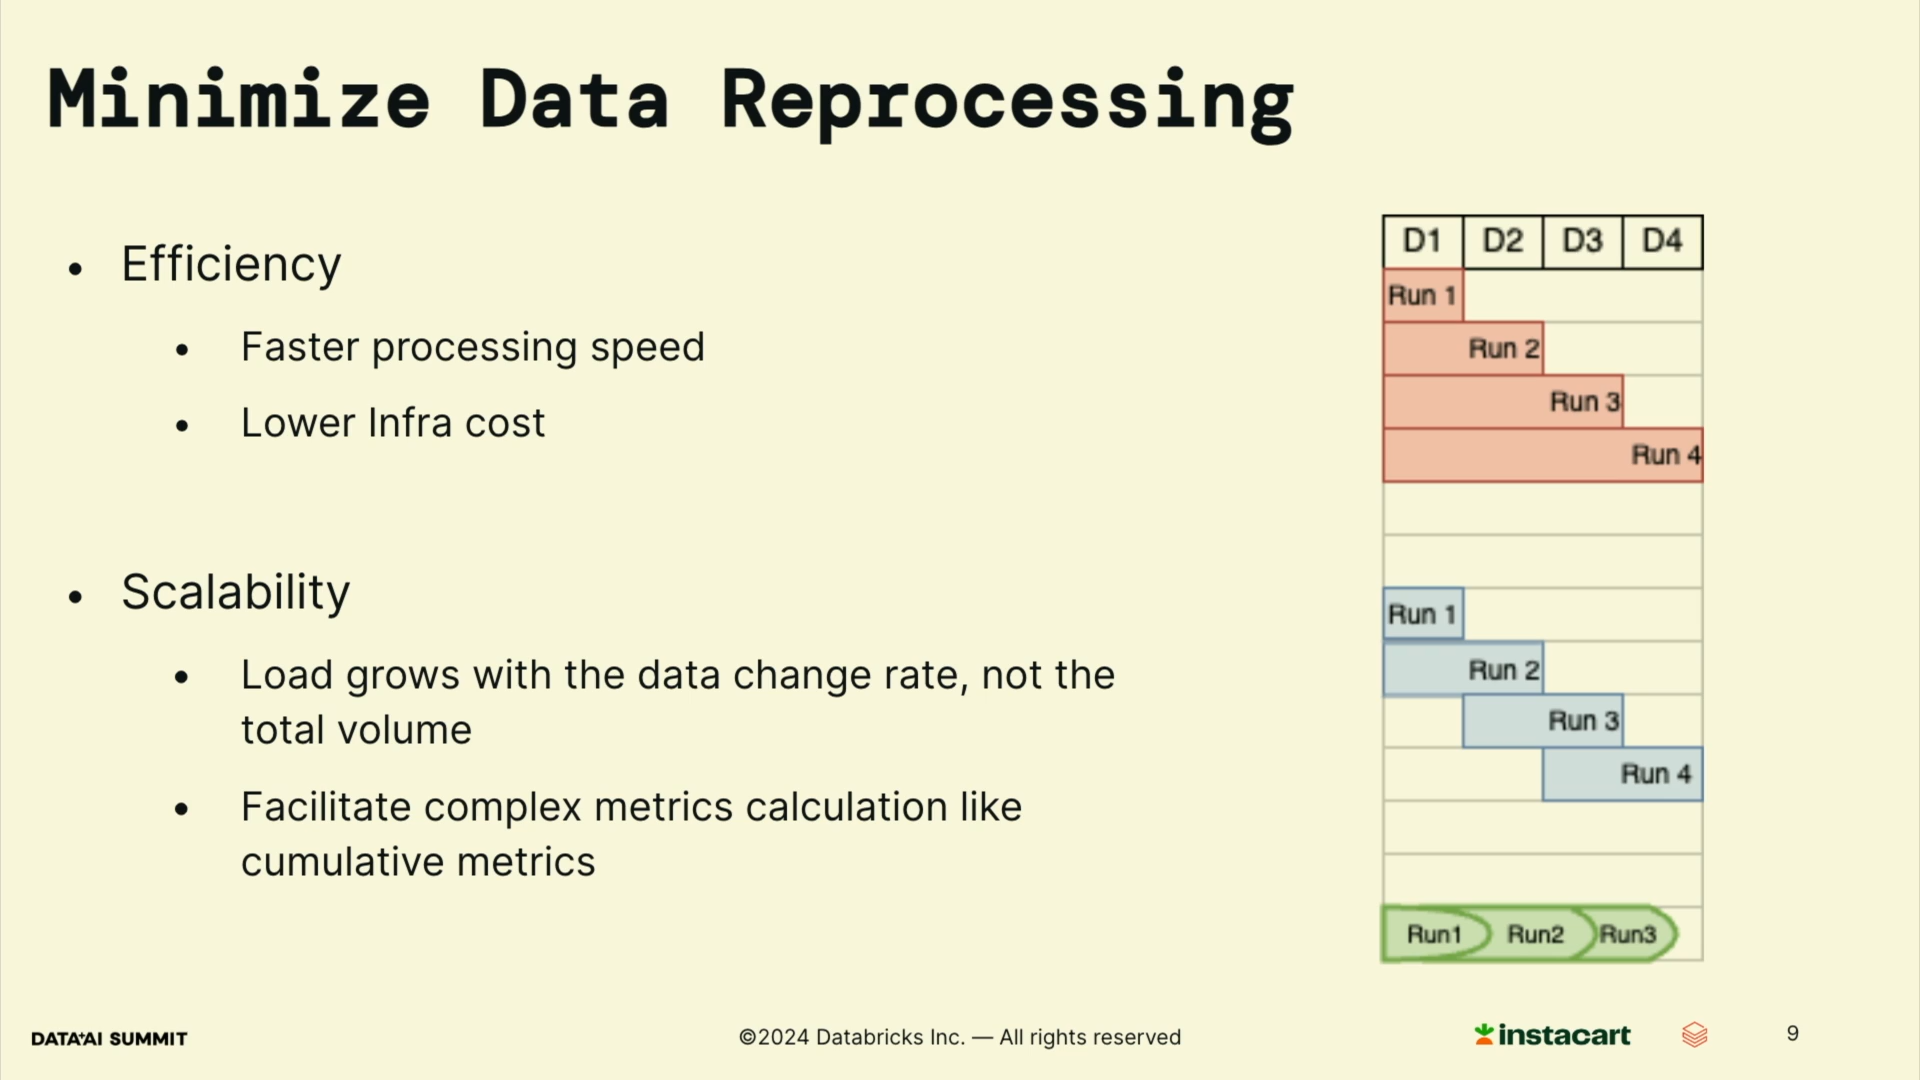 Minimize Data Reprocessing
• Efficiency
• Faster processing speed
• Lower Infra cost
• Scalability
• Load grows with the data change rate, not the
total volume
• Facilitate complex metrics calculation like
cumulative metrics
D1 D2 D3 D4
Run 1
Run 2
Run 3
Run 4
Run 1
Run 2
Run 3
Run 4
Run1 Run2 Run3
DATA+AI SUMMIT
©2024 Databricks Inc. — All rights reserved
instacart
9